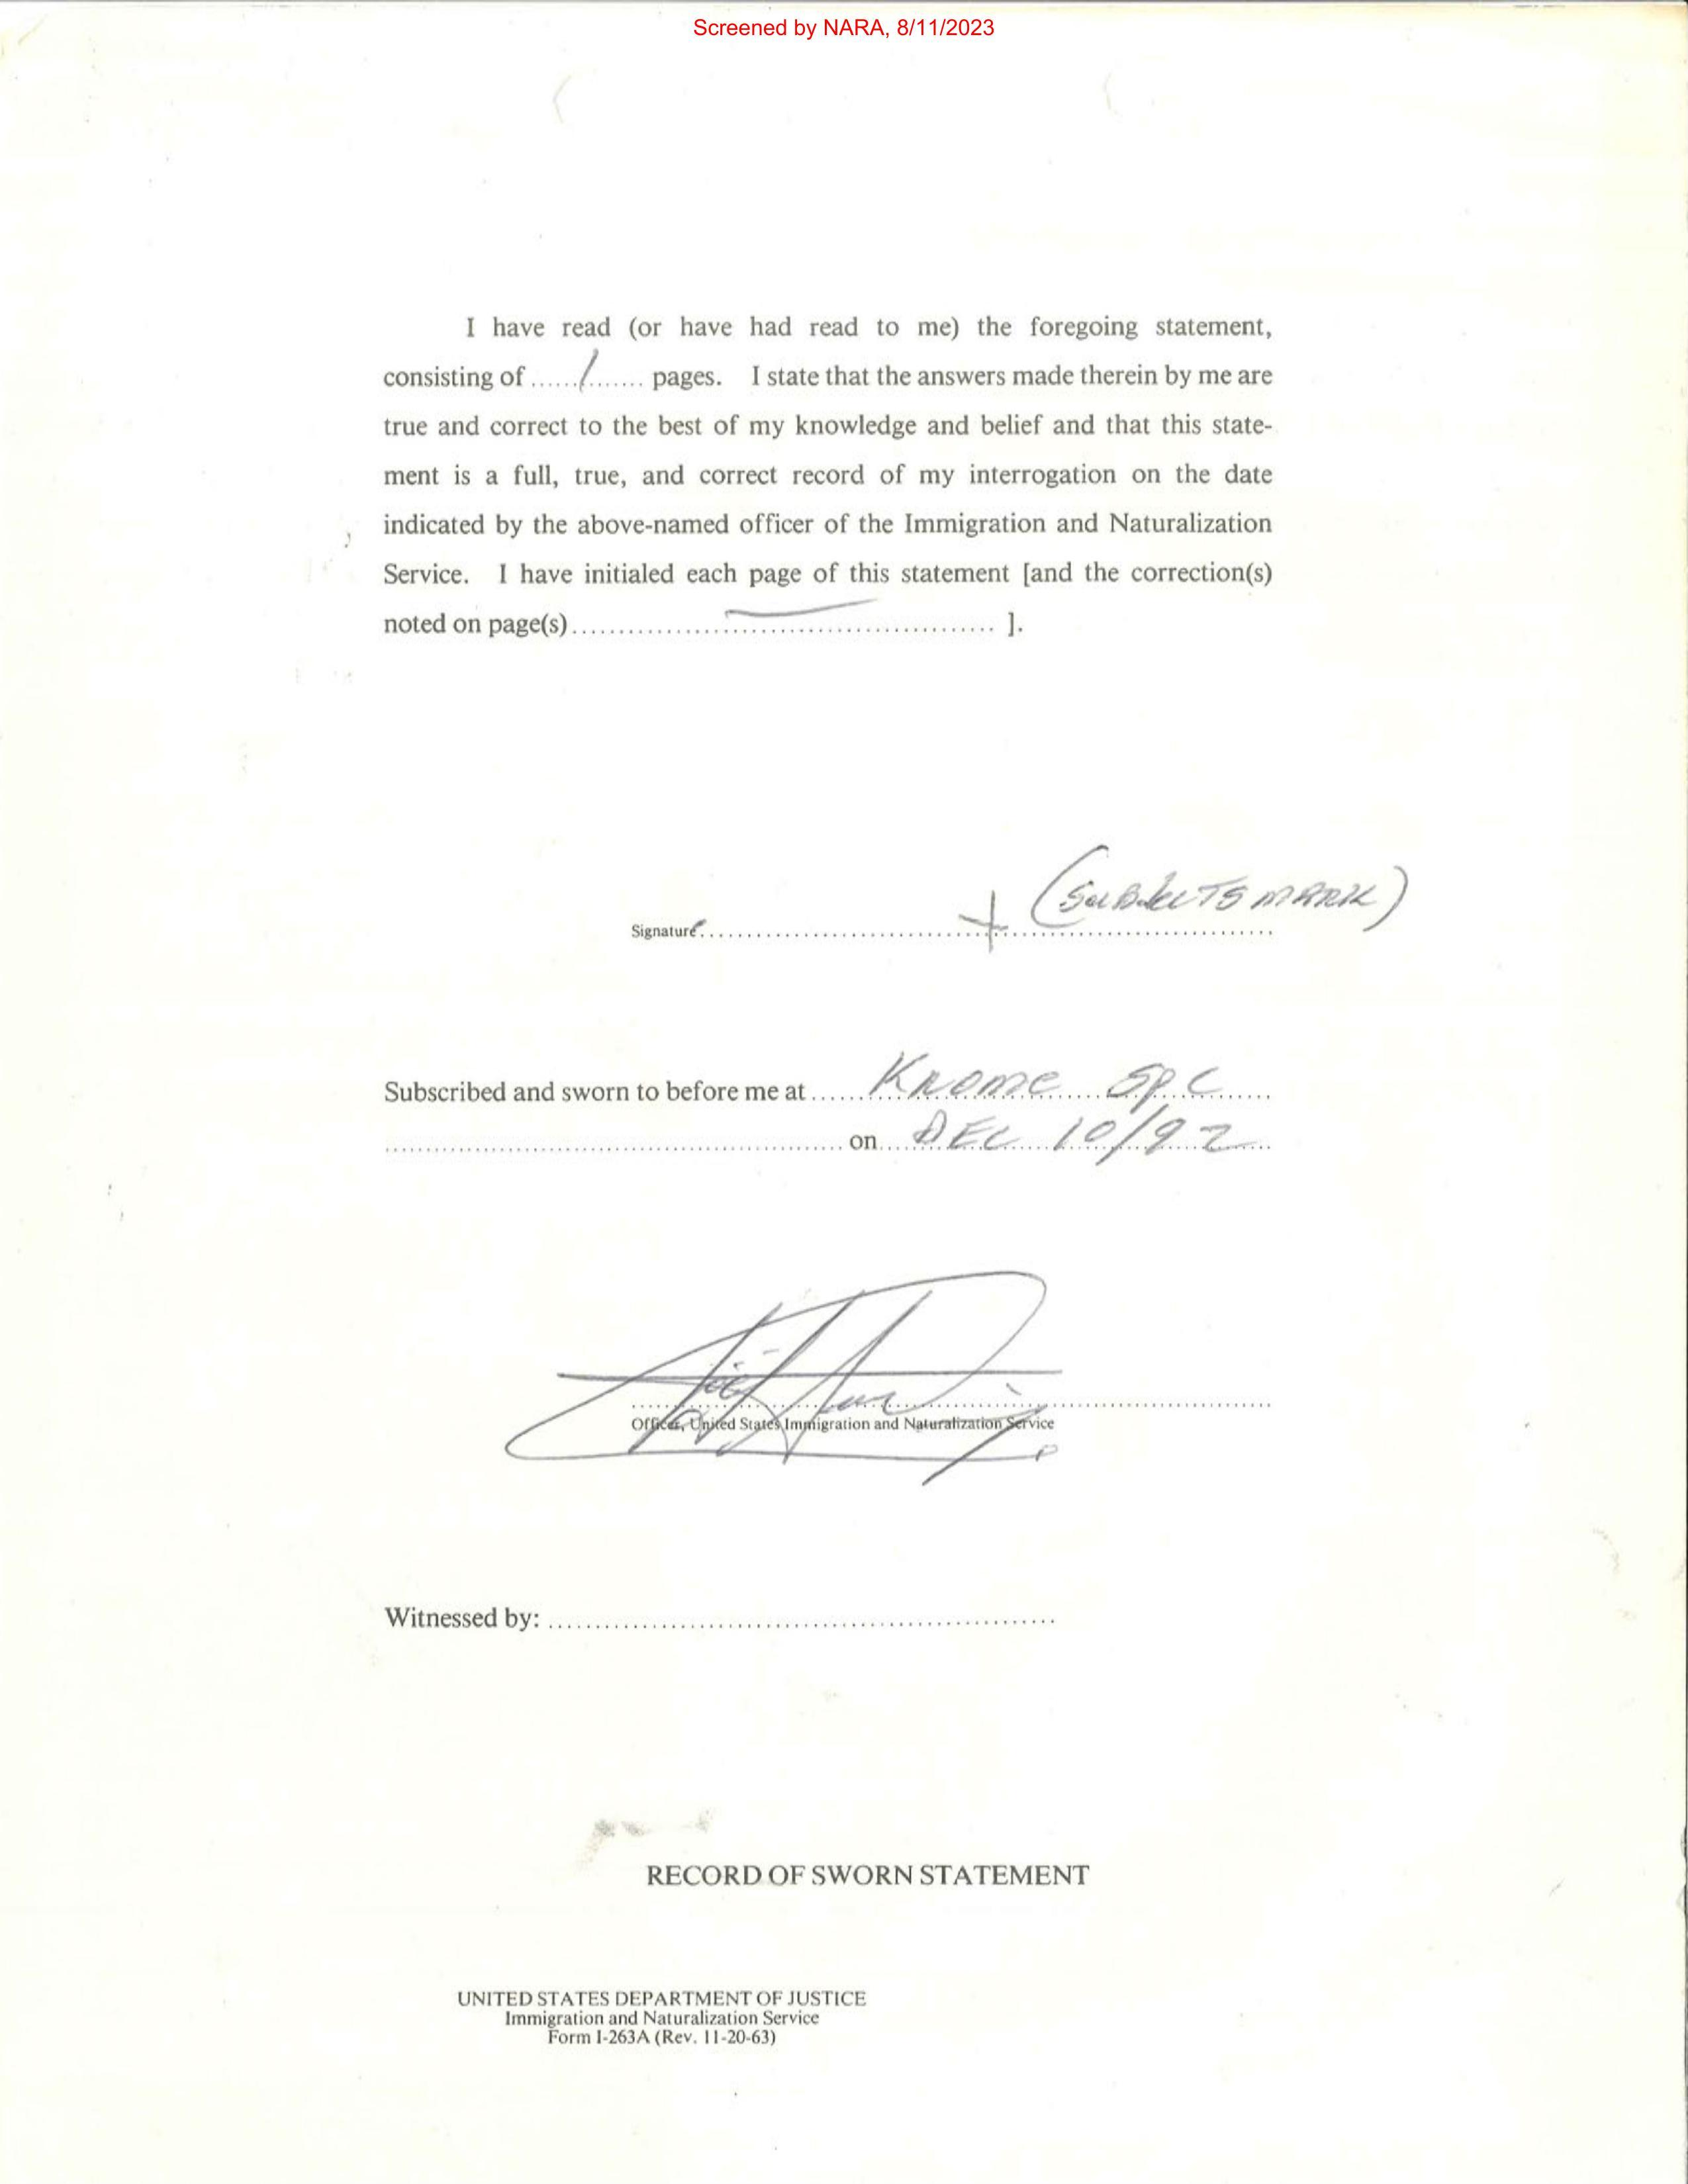 Screened by NARA, 8/11/2023
I have read (or have had read to me) the foregoing statement,
consisting of ...../....... pages. I state that the answers made therein by me are
true and correct to the best of my knowledge and belief and that this state-
ment is a full, true, and correct record of my interrogation on the date
indicated by the above-named officer of the Immigration and Naturalization
Service. I have initialed each page of this statement [and the correction(s)
noted on page(s) ].
(SUBJECTS MARK)
Signature +
Subscribed and sworn to before me at Krome SPC
on DEC 10/92
Officer, United States Immigration and Naturalization Service
Witnessed by:
RECORD OF SWORN STATEMENT
UNITED STATES DEPARTMENT OF JUSTICE
Immigration and Naturalization Service
Form I-263A (Rev. 11-20-63)